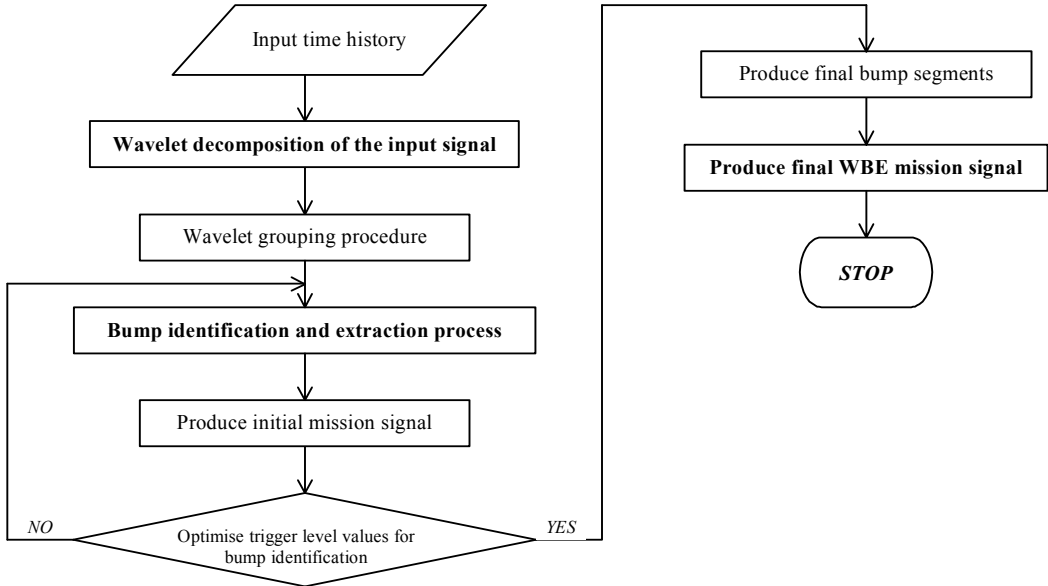 Input time history
Wavelet decomposition of the input signal
Wavelet grouping procedure
Bump identification and extraction process
Produce initial mission signal
NO
Optimise trigger level values for
bump identification
YES
Produce final bump segments
Produce final WBE mission signal
STOP